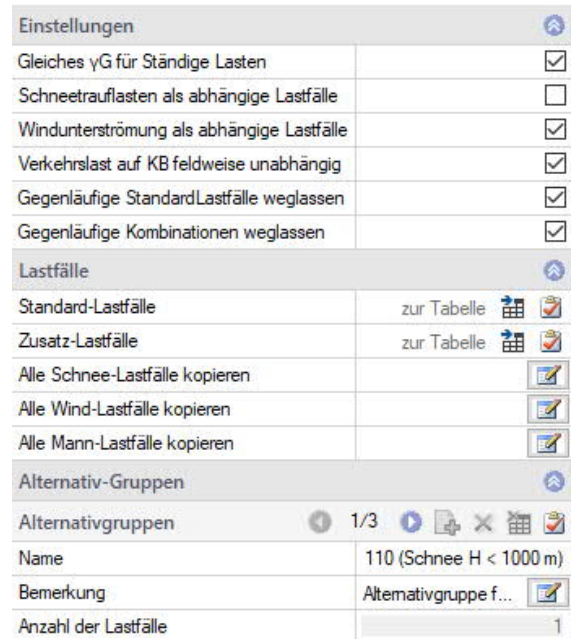 Einstellungen
Gleiches γG für Ständige Lasten
Schneetrauflasten als abhängige Lastfälle
Windunterströmung als abhängige Lastfälle
Verkehrslast auf KB feldweise unabhängig
Gegenläufige StandardLastfälle weglassen
Gegenläufige Kombinationen weglassen
Lastfälle
Standard-Lastfälle zur Tabelle
Zusatz-Lastfälle zur Tabelle
Alle Schnee-Lastfälle kopieren
Alle Wind-Lastfälle kopieren
Alle Mann-Lastfälle kopieren
Alternativ-Gruppen
Alternativgruppen 1/3
Name 110 (Schnee H < 1000 m)
Bemerkung Alternativgruppe f...
Anzahl der Lastfälle 1